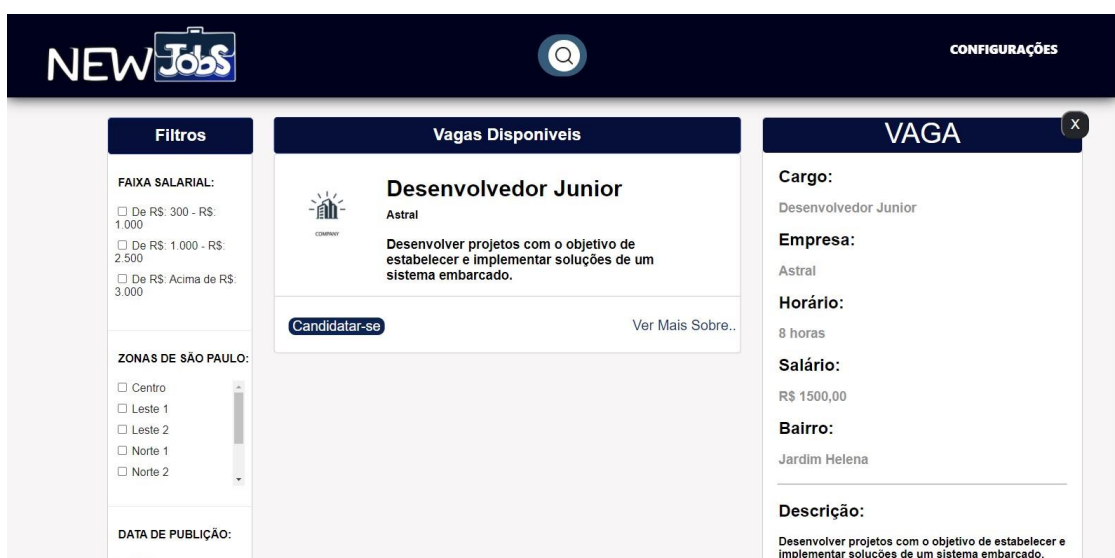 NEW JOBS
CONFIGURAÇÕES
Filtros
FAIXA SALARIAL:
De R$: 300 - R$:
1.000
De R$: 1.000 - R$:
2.500
De R$: Acima de R$:
3.000
ZONAS DE SÃO PAULO:
Centro
Leste 1
Leste 2
Norte 1
Norte 2
DATA DE PUBLIÇÃO:
Vagas Disponiveis
COMPANY
Desenvolvedor Junior
Astral
Desenvolver projetos com o objetivo de
estabelecer e implementar soluções de um
sistema embarcado.
Candidatar-se
Ver Mais Sobre..
VAGA
X
Cargo:
Desenvolvedor Junior
Empresa:
Astral
Horário:
8 horas
Salário:
R$ 1500,00
Bairro:
Jardim Helena
Descrição:
Desenvolver projetos com o objetivo de estabelecer e
implementar soluções de um sistema embarcado.